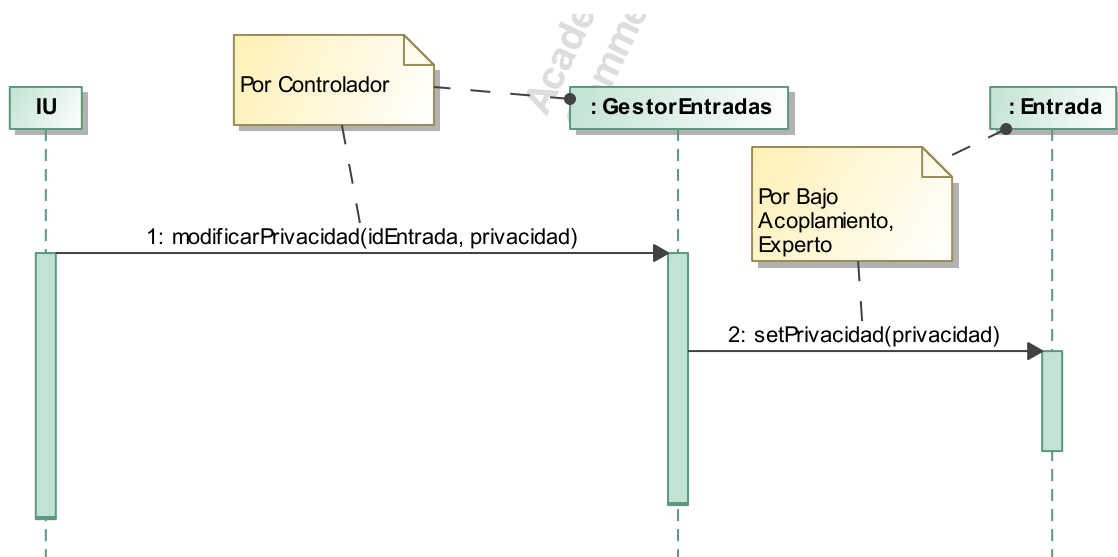 Por Controlador
IU
: GestorEntradas
: Entrada
Por Bajo
Acoplamiento,
Experto
1: modificarPrivacidad(idEntrada, privacidad)
2: setPrivacidad(privacidad)